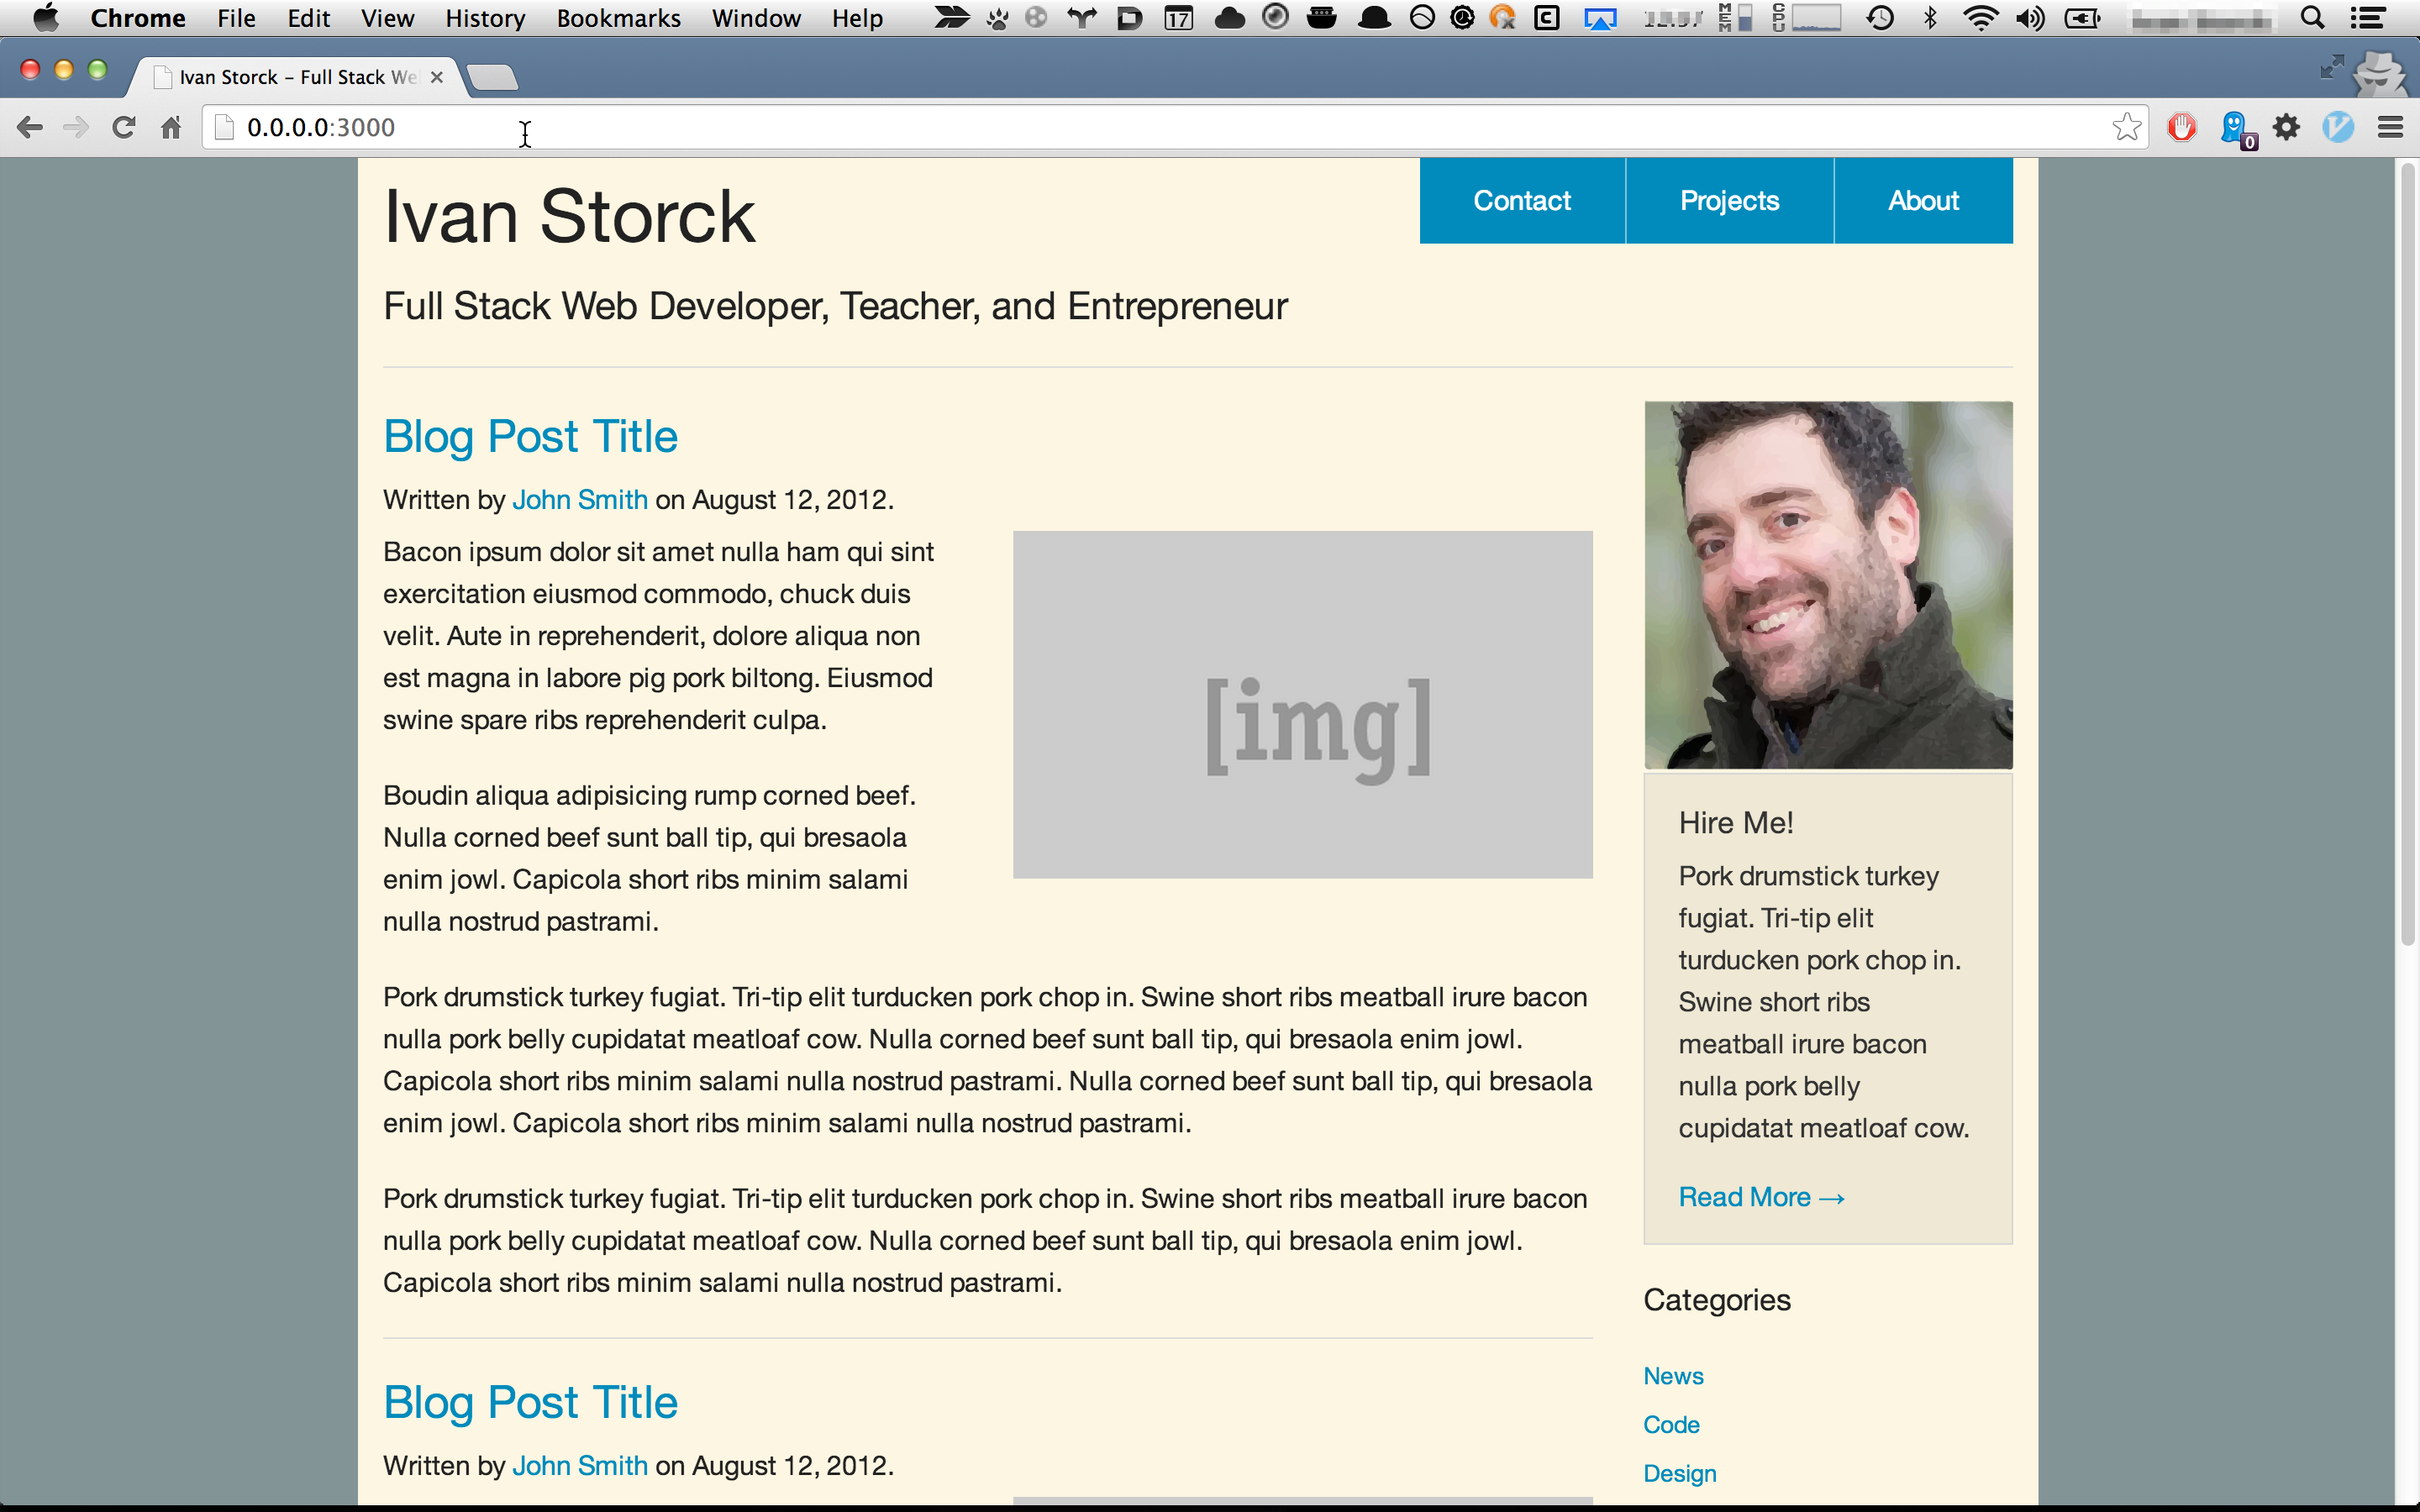 Chrome File Edit View History Bookmarks Window Help
17
MEM
CPU
Ivan Storck – Full Stack We
0.0.0.0:3000
0
Ivan Storck
Contact Projects About
Full Stack Web Developer, Teacher, and Entrepreneur
Blog Post Title
Written by John Smith on August 12, 2012.
Bacon ipsum dolor sit amet nulla ham qui sint
exercitation eiusmod commodo, chuck duis
velit. Aute in reprehenderit, dolore aliqua non
est magna in labore pig pork biltong. Eiusmod
swine spare ribs reprehenderit culpa.
[img]
Boudin aliqua adipisicing rump corned beef.
Nulla corned beef sunt ball tip, qui bresaola
enim jowl. Capicola short ribs minim salami
nulla nostrud pastrami.
Pork drumstick turkey fugiat. Tri-tip elit turducken pork chop in. Swine short ribs meatball irure bacon
nulla pork belly cupidatat meatloaf cow. Nulla corned beef sunt ball tip, qui bresaola enim jowl.
Capicola short ribs minim salami nulla nostrud pastrami. Nulla corned beef sunt ball tip, qui bresaola
enim jowl. Capicola short ribs minim salami nulla nostrud pastrami.
Pork drumstick turkey fugiat. Tri-tip elit turducken pork chop in. Swine short ribs meatball irure bacon
nulla pork belly cupidatat meatloaf cow. Nulla corned beef sunt ball tip, qui bresaola enim jowl.
Capicola short ribs minim salami nulla nostrud pastrami.
Blog Post Title
Written by John Smith on August 12, 2012.
Hire Me!
Pork drumstick turkey
fugiat. Tri-tip elit
turducken pork chop in.
Swine short ribs
meatball irure bacon
nulla pork belly
cupidatat meatloaf cow.
Read More →
Categories
News
Code
Design